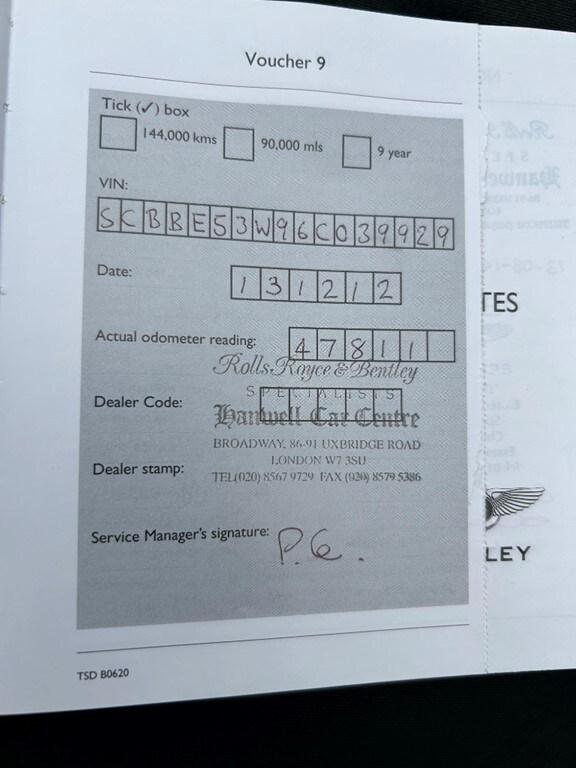 Voucher 9
Tick (✓) box
144,000 kms 90,000 mls 9 year
VIN:
SCBBE53W96C039929
Date: 131212
Actual odometer reading: 47811
Rolls Royce & Bentley
SPECIALISTS
Dealer Code:
Hanwell Car Centre
BROADWAY, 86-91 UXBRIDGE ROAD
LONDON W7 3SU
Dealer stamp: TEL(020) 8567 9729 FAX (020) 8579 5386
Service Manager's signature: P.G.
TSD B0620
TES
LEY